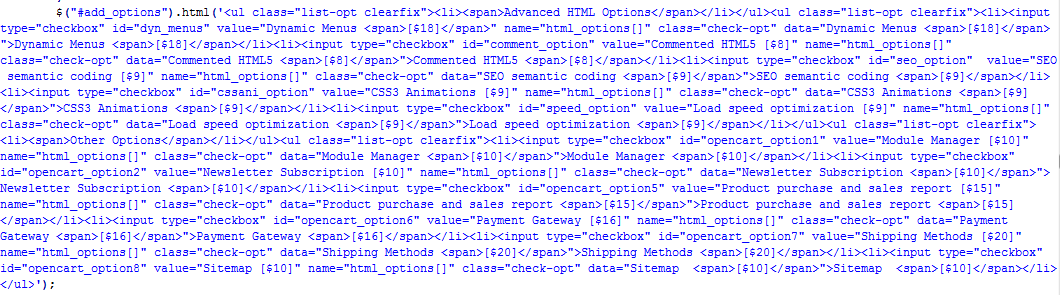 $("#add_options").html('<ul class="list-opt clearfix"><li><span>Advanced HTML Options</span></li></ul><ul class="list-opt clearfix"><li><input
type="checkbox" id="dyn_menus" value="Dynamic Menus <span>[$18]</span>" name="html_options[]" class="check-opt" data="Dynamic Menus <span>[$18]</span>
">Dynamic Menus <span>[$18]</span></li><li><input type="checkbox" id="comment_option" value="Commented HTML5 [$8]" name="html_options[]"
class="check-opt" data="Commented HTML5 <span>[$8]</span>">Commented HTML5 <span>[$8]</span></li><li><input type="checkbox" id="seo_option"  value="SEO
semantic coding [$9]" name="html_options[]" class="check-opt" data="SEO semantic coding <span>[$9]</span>">SEO semantic coding <span>[$9]</span></li>
<li><input type="checkbox" id="cssani_option" value="CSS3 Animations [$9]" name="html_options[]" class="check-opt" data="CSS3 Animations <span>[$9]
</span>">CSS3 Animations <span>[$9]</span></li><li><input type="checkbox" id="speed_option" value="Load speed optimization [$9]" name="html_options[]"
class="check-opt" data="Load speed optimization <span>[$9]</span>">Load speed optimization <span>[$9]</span></li></ul><ul class="list-opt clearfix">
<li><span>Other Options</span></li></ul><ul class="list-opt clearfix"><li><input type="checkbox" id="opencart_option1" value="Module Manager [$10]"
name="html_options[]" class="check-opt" data="Module Manager <span>[$10]</span>">Module Manager <span>[$10]</span></li><li><input type="checkbox"
id="opencart_option2" value="Newsletter Subscription [$10]" name="html_options[]" class="check-opt" data="Newsletter Subscription <span>[$10]</span>">
Newsletter Subscription <span>[$10]</span></li><li><input type="checkbox" id="opencart_option5" value="Product purchase and sales report [$15]"
name="html_options[]" class="check-opt" data="Product purchase and sales report <span>[$15]</span>">Product purchase and sales report <span>[$15]
</span></li><li><input type="checkbox" id="opencart_option6" value="Payment Gateway [$16]" name="html_options[]" class="check-opt" data="Payment
Gateway <span>[$16]</span>">Payment Gateway <span>[$16]</span></li><li><input type="checkbox" id="opencart_option7" value="Shipping Methods [$20]"
name="html_options[]" class="check-opt" data="Shipping Methods <span>[$20]</span>">Shipping Methods <span>[$20]</span></li><li><input type="checkbox"
id="opencart_option8" value="Sitemap [$10]" name="html_options[]" class="check-opt" data="Sitemap  <span>[$10]</span>">Sitemap  <span>[$10]</span></li>
</ul>');